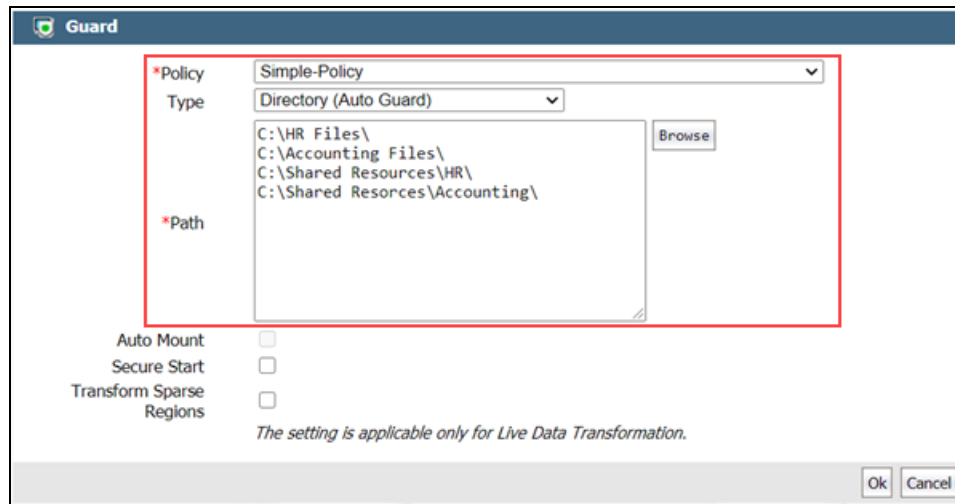 Guard
*Policy
Simple-Policy
Type
Directory (Auto Guard)
*Path
C:\HR Files\
C:\Accounting Files\
C:\Shared Resources\HR\
C:\Shared Resorces\Accounting\
Browse
Auto Mount
Secure Start
Transform Sparse
Regions
The setting is applicable only for Live Data Transformation.
Ok
Cancel